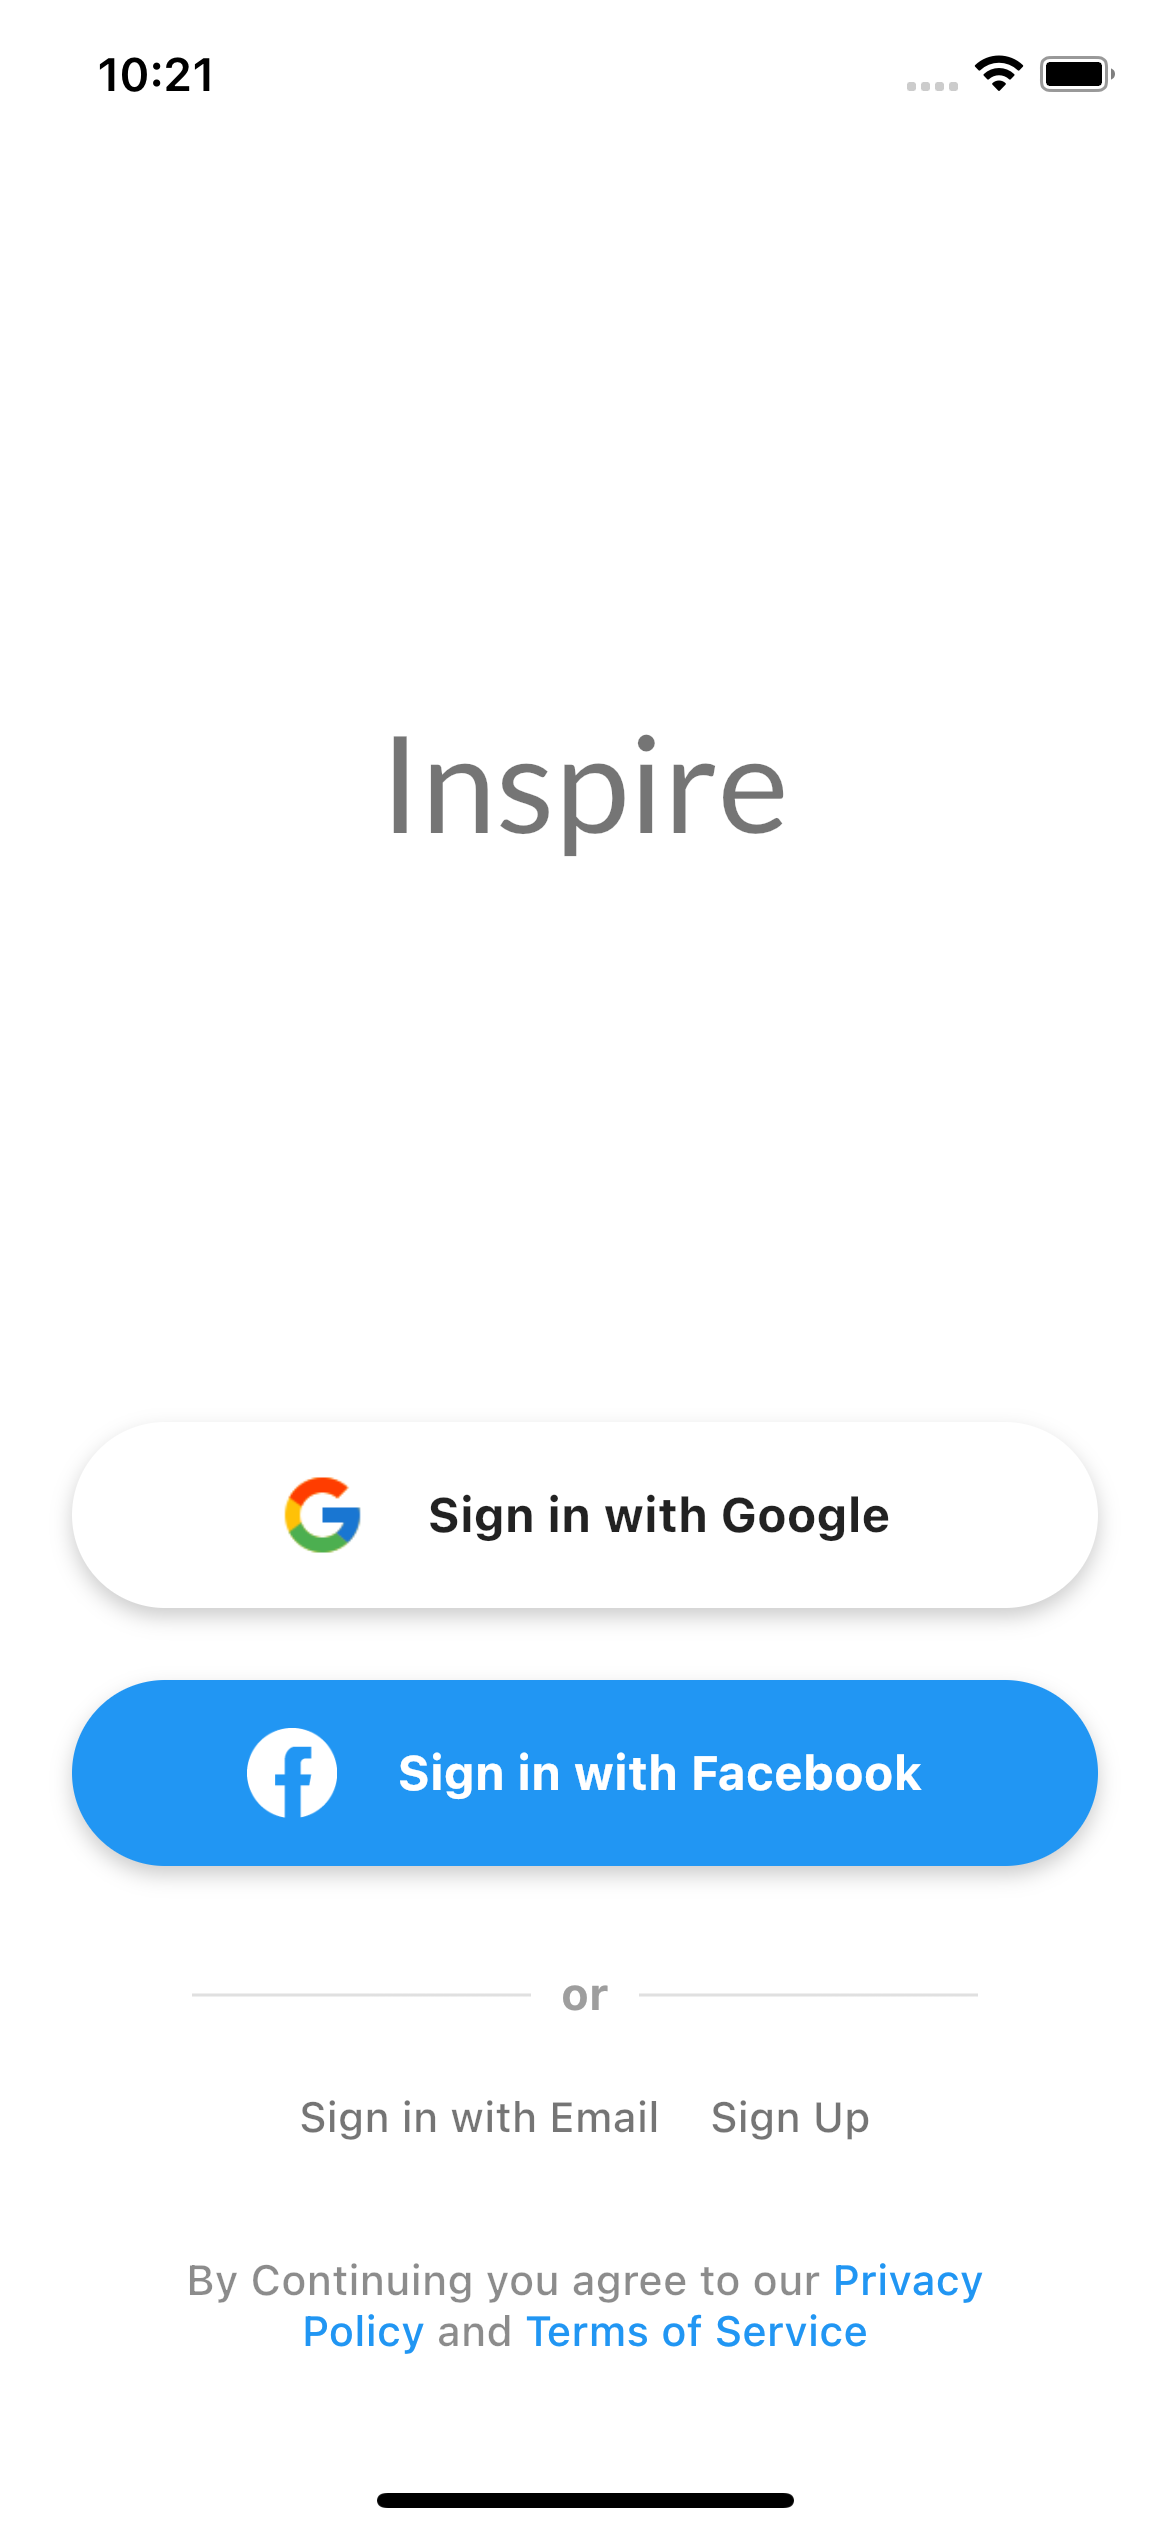 10:21
Inspire
Sign in with Google
Sign in with Facebook
or
Sign in with Email Sign Up
By Continuing you agree to our Privacy
Policy and Terms of Service